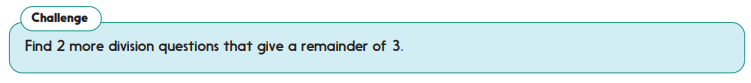 Challenge
Find 2 more division questions that give a remainder of 3.